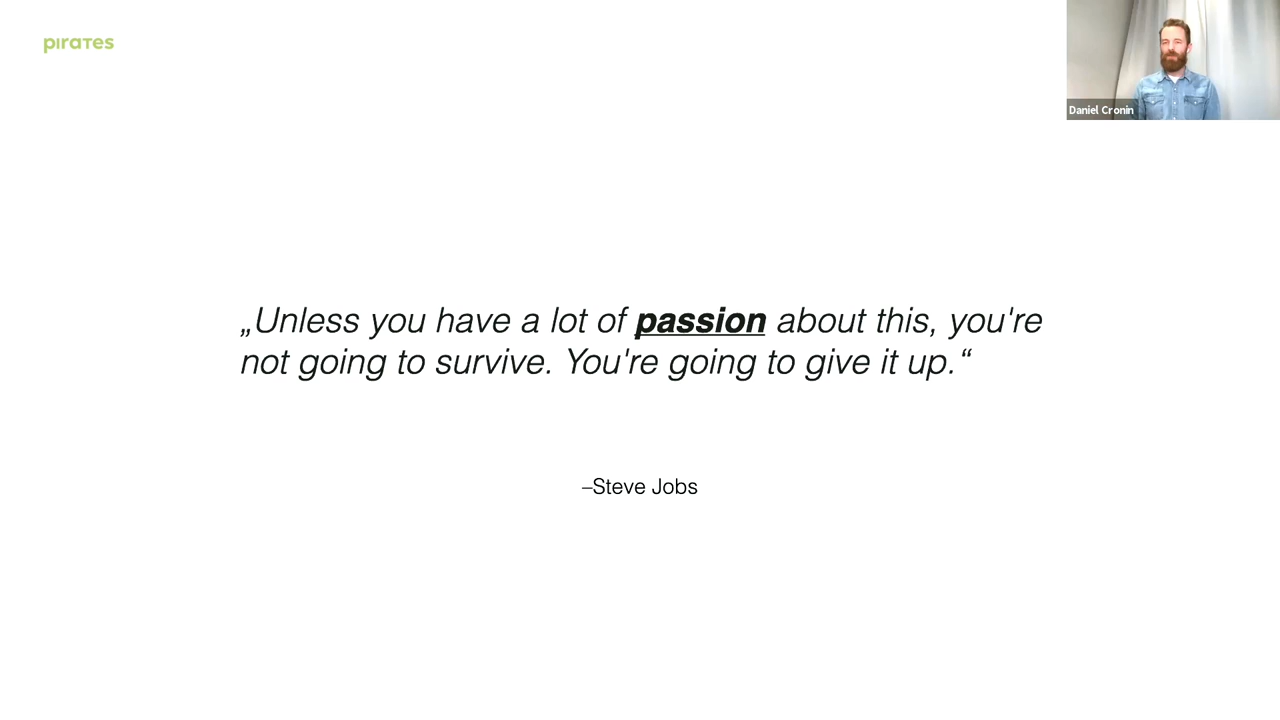 pirates
Daniel Cronin
„Unless you have a lot of passion about this, you're
not going to survive. You're going to give it up.“
–Steve Jobs